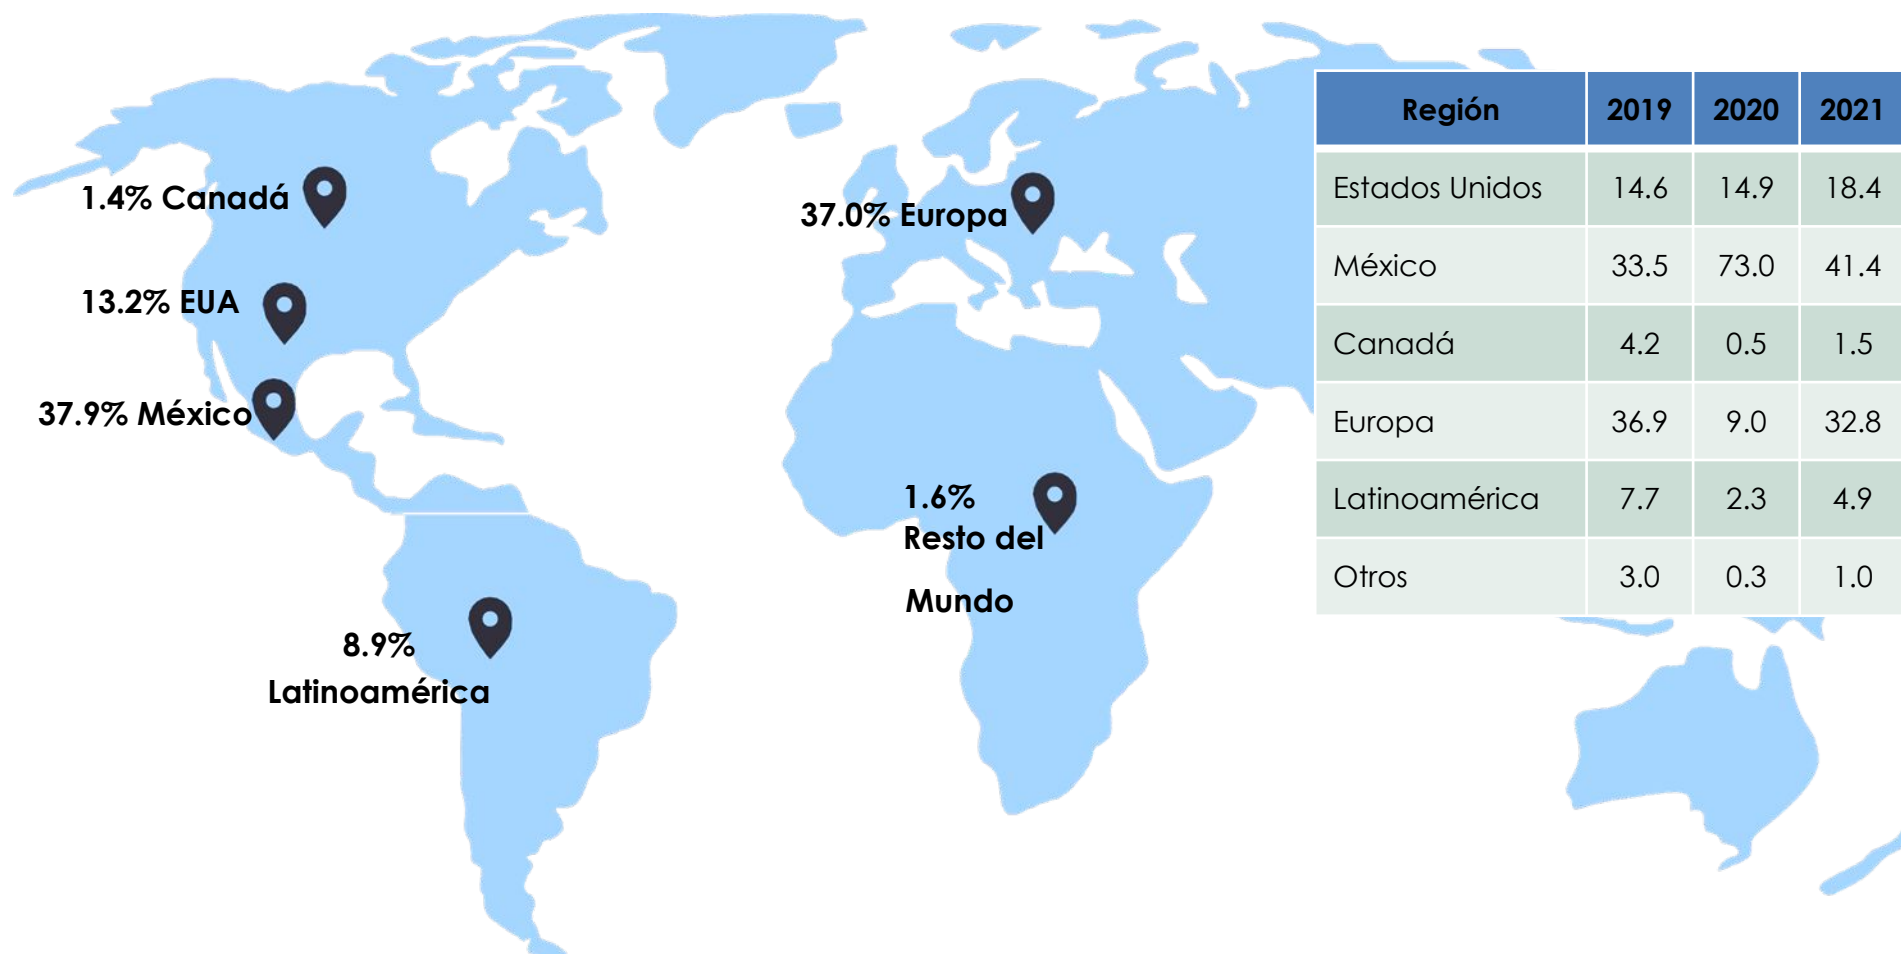 1.4% Canadá
13.2% EUA
37.9% México
8.9%
Latinoamérica
37.0% Europa
1.6%
Resto del
Mundo
Región 2019 2020 2021
Estados Unidos 14.6 14.9 18.4
México 33.5 73.0 41.4
Canadá 4.2 0.5 1.5
Europa 36.9 9.0 32.8
Latinoamérica 7.7 2.3 4.9
Otros 3.0 0.3 1.0